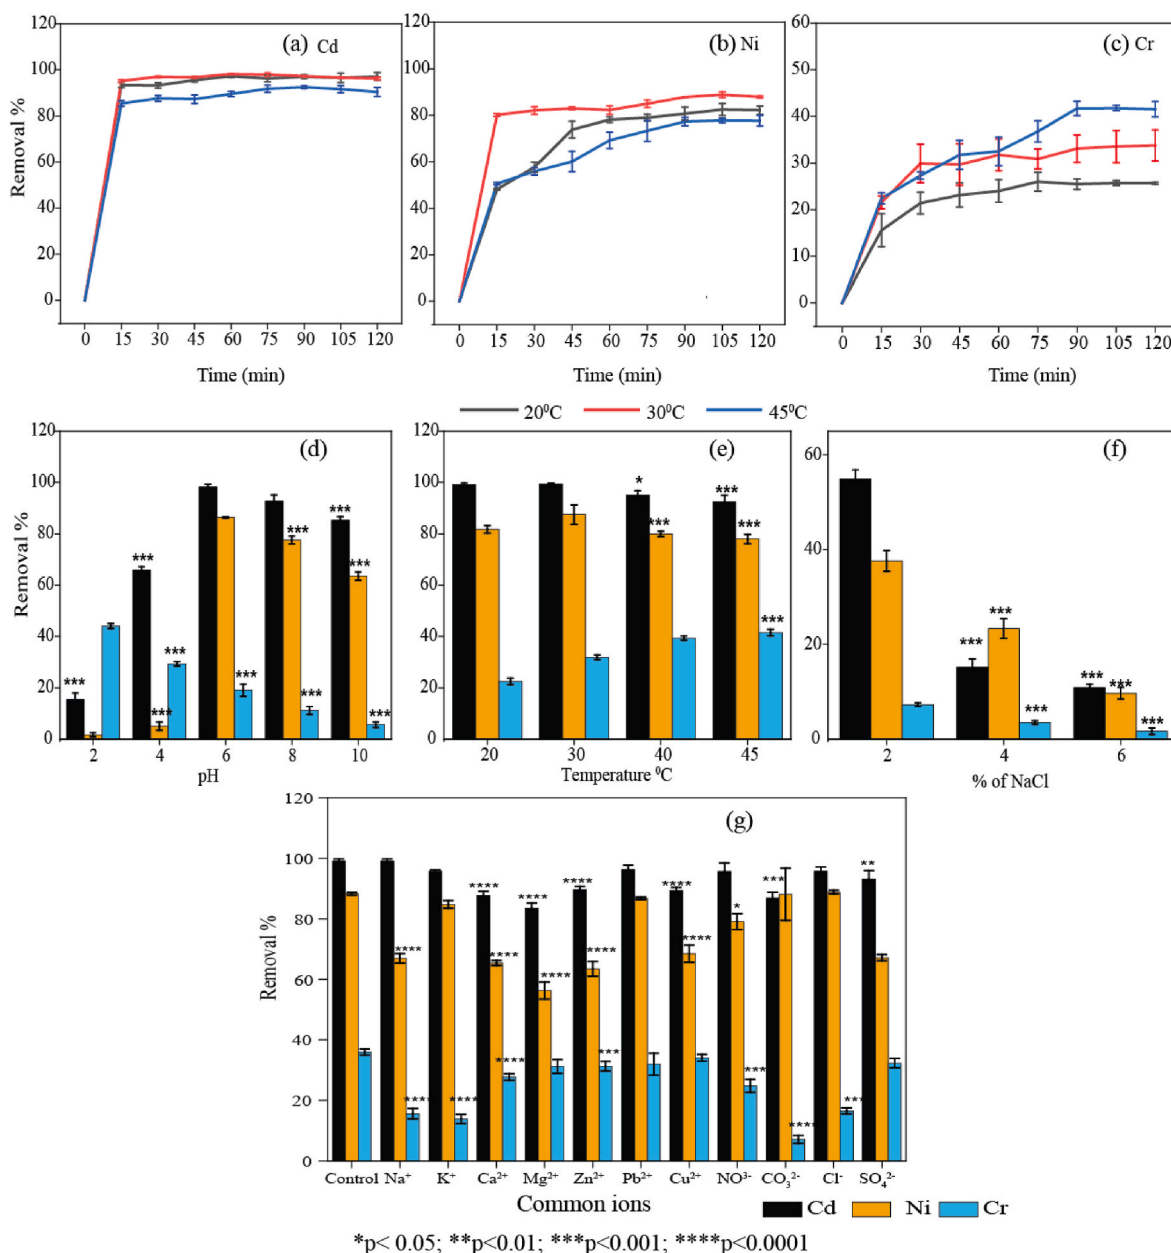 (a) Cd
(b) Ni
(c) Cr
120
100
80
60
40
20
0
Removal %
0 15 30 45 60 75 90 105 120
Time (min)
120
100
80
60
40
20
0
0 15 30 45 60 75 90 105 120
Time (min)
60
50
40
30
20
10
0
0 15 30 45 60 75 90 105 120
Time (min)
20⁰C 30⁰C 45⁰C
(d)
120
100
80
60
40
20
0
Removal %
*** *** *** *** *** *** *** *** *** ***
2 4 6 8 10
pH
(e)
120
100
80
60
40
20
0
* *** *** *** ***
20 30 40 45
Temperature ⁰C
(f)
60
40
20
0
*** *** *** *** *** ***
2 4 6
% of NaCl
(g)
120
100
80
60
40
20
0
Removal %
**** **** **** **** **** **** **** **** **** **** *** **** **** * *** *** **** *** **
Control Na⁺ K⁺ Ca²⁺ Mg²⁺ Zn²⁺ Pb²⁺ Cu²⁺ NO³⁻ CO₃²⁻ Cl⁻ SO₄²⁻
Common ions
Cd Ni Cr
*p< 0.05; **p<0.01; ***p<0.001; ****p<0.0001